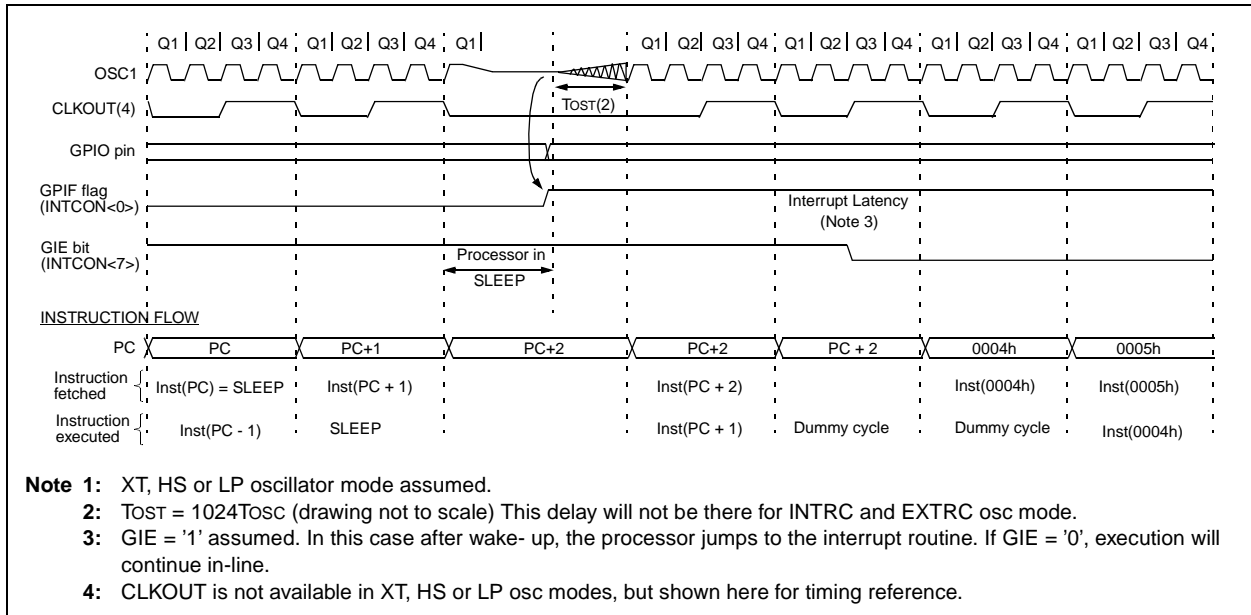 Q1 Q2 Q3 Q4 Q1 Q2 Q3 Q4 Q1 Q1 Q2 Q3 Q4 Q1 Q2 Q3 Q4 Q1 Q2 Q3 Q4 Q1 Q2 Q3 Q4
OSC1
TOST(2)
CLKOUT(4)
GPIO pin
GPIF flag
(INTCON<0>)
Interrupt Latency
(Note 3)
GIE bit
(INTCON<7>)
Processor in
SLEEP
INSTRUCTION FLOW
PC PC PC+1 PC+2 PC+2 PC + 2 0004h 0005h
Instruction
fetched
Inst(PC) = SLEEP Inst(PC + 1) Inst(PC + 2) Inst(0004h) Inst(0005h)
Instruction
executed
Inst(PC - 1) SLEEP Inst(PC + 1) Dummy cycle Dummy cycle Inst(0004h)
Note 1: XT, HS or LP oscillator mode assumed.
2: TOST = 1024TOSC (drawing not to scale) This delay will not be there for INTRC and EXTRC osc mode.
3: GIE = '1' assumed. In this case after wake- up, the processor jumps to the interrupt routine. If GIE = '0', execution will
continue in-line.
4: CLKOUT is not available in XT, HS or LP osc modes, but shown here for timing reference.